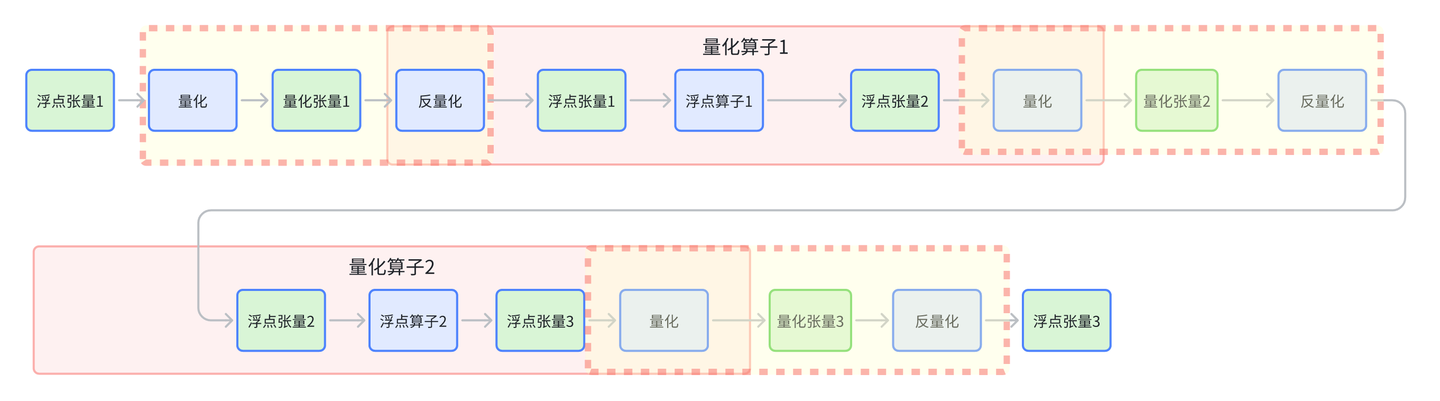 量化算子1
浮点张量1
量化
量化张量1
反量化
浮点张量1
浮点算子1
浮点张量2
量化
量化张量2
反量化
量化算子2
浮点张量2
浮点算子2
浮点张量3
量化
量化张量3
反量化
浮点张量3